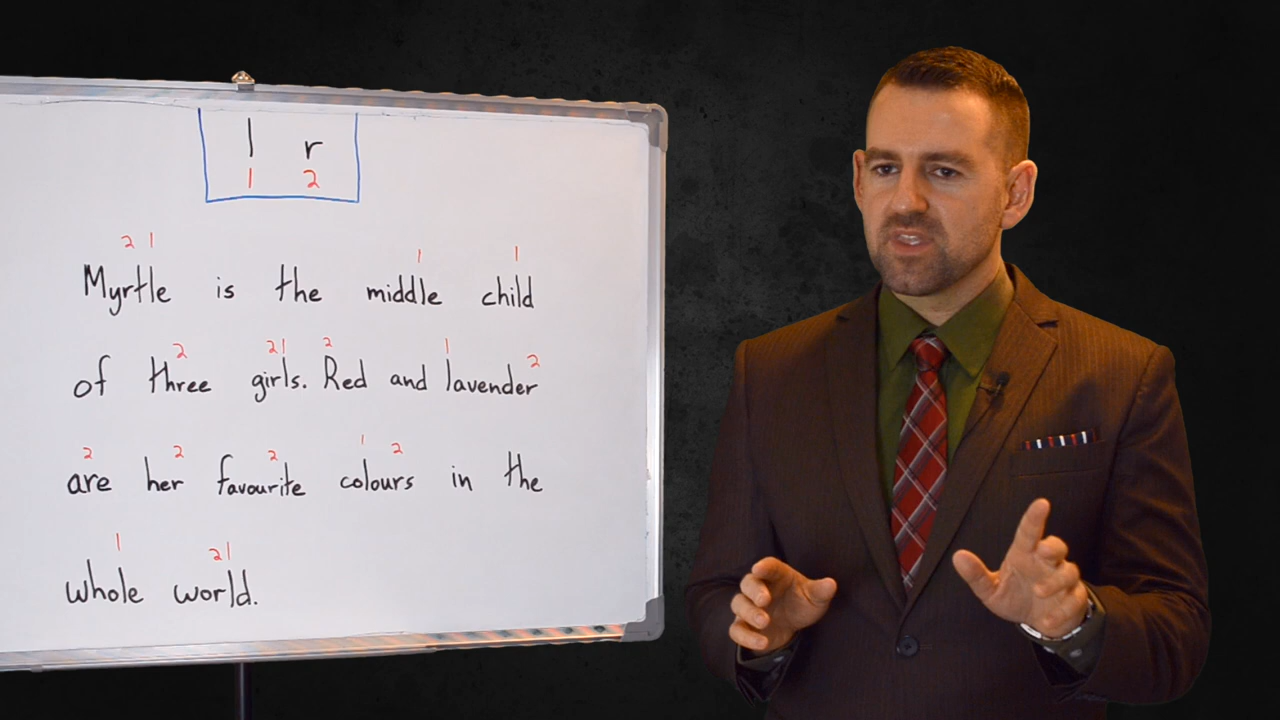 l r
1 2
2 1 1 1
Myrtle is the middle child
2 2 1 2 1 2
of three girls. Red and lavender
2 2 2 1 2
are her favourite colours in the
1 2 1
whole world.